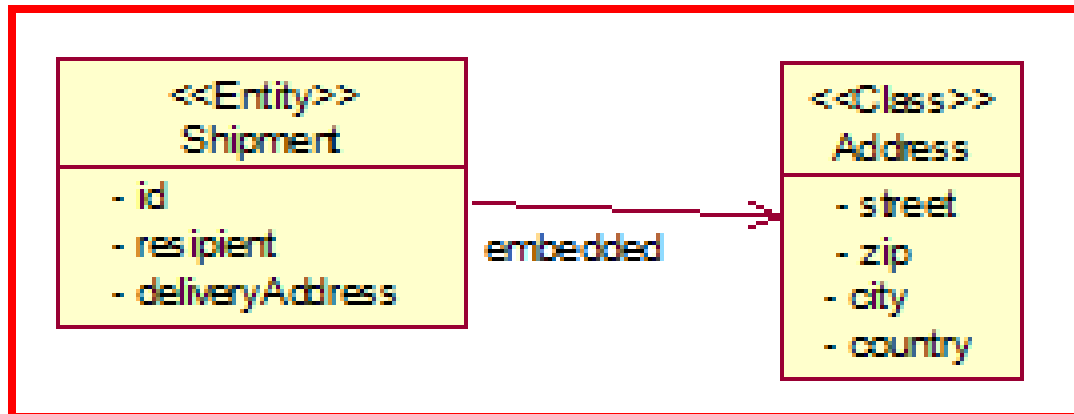 <<Entity>>
Shipment
- id
- resipient
- deliveryAddress
embedded
<<Class>>
Address
- street
- zip
- city
- country